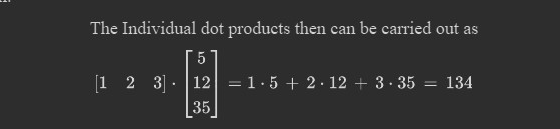 The Individual dot products then can be carried out as
[1 2 3] · [5 12 35] = 1 · 5 + 2 · 12 + 3 · 35 = 134